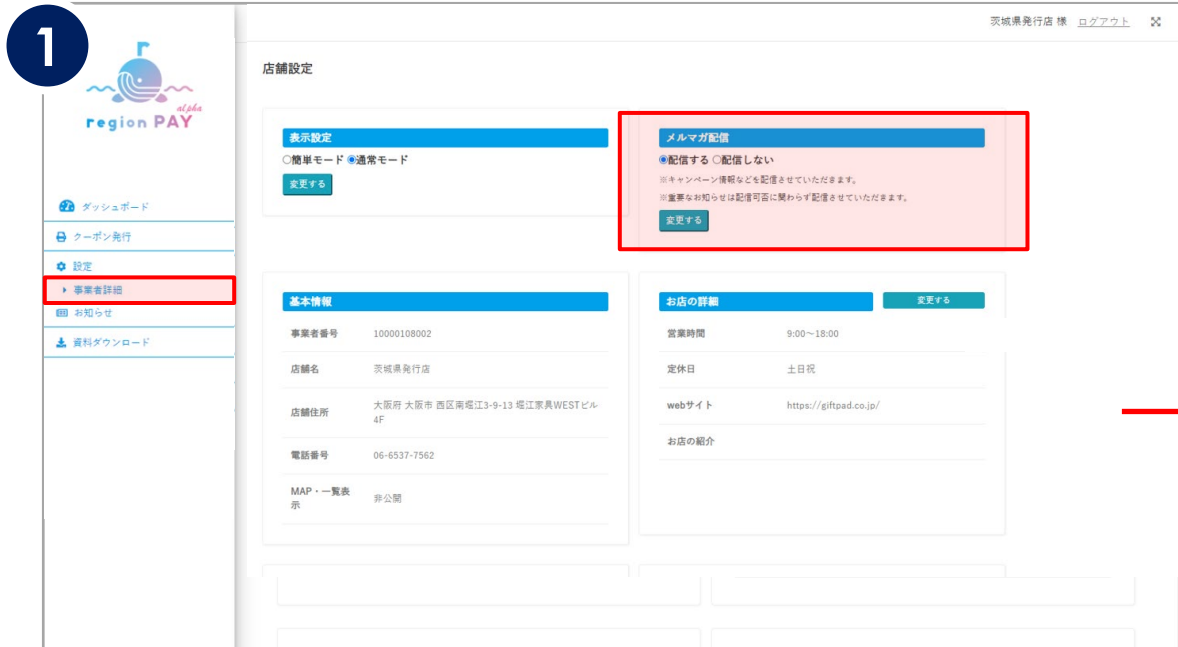 1
茨城県発行店 様 ログアウト
r
alpha
region PAY
ダッシュボード
クーポン発行
設定
事業者詳細
お知らせ
資料ダウンロード
店舗設定
表示設定
簡単モード 通常モード
変更する
メルマガ配信
配信する 配信しない
※キャンペーン情報などを配信させていただきます。
※重要なお知らせは配信可否に関わらず配信させていただきます。
変更する
基本情報
事業者番号 10000108002
店舗名 茨城県発行店
店舗住所 大阪府 大阪市 西区南堀江3-9-13 堀江家具WESTビル
4F
電話番号 06-6537-7562
MAP・一覧表
示 非公開
お店の詳細 変更する
営業時間 9:00～18:00
定休日 土日祝
webサイト https://giftpad.co.jp/
お店の紹介